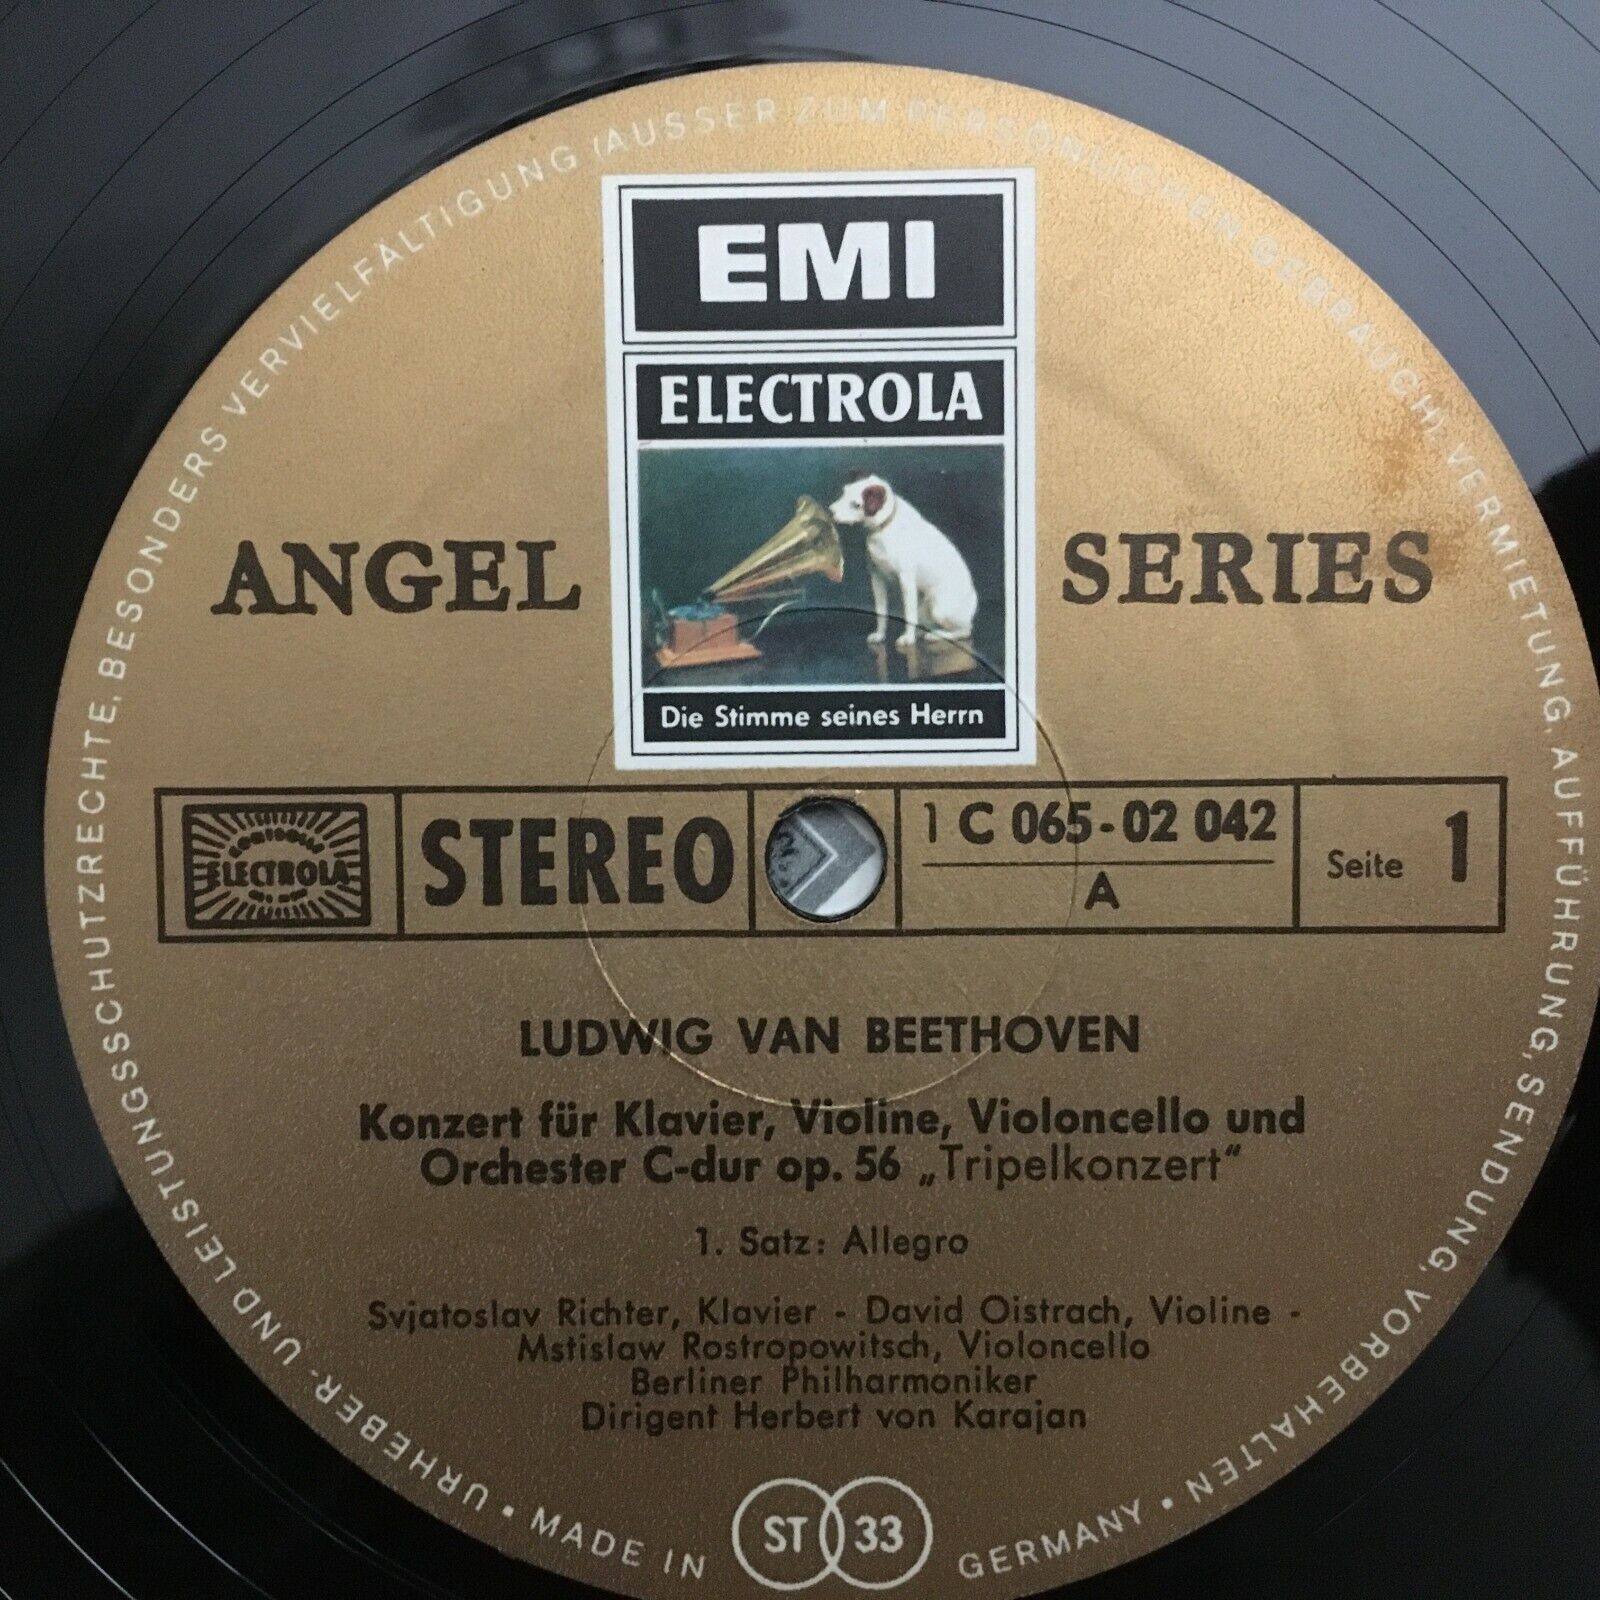 EMI
ELECTROLA
ANGEL SERIES
Die Stimme seines Herrn
ELECTROLA
STEREO
1 C 065-02 042
A
Seite 1
LUDWIG VAN BEETHOVEN
Konzert für Klavier, Violine, Violoncello und
Orchester C-dur op. 56 „Tripelkonzert“
1. Satz: Allegro
Svjatoslav Richter, Klavier - David Oistrach, Violine -
Mstislaw Rostropowitsch, Violoncello
Berliner Philharmoniker
Dirigent Herbert von Karajan
ST 33
URHEBER- UND LEISTUNGSSCHUTZRECHTE, BESONDERS VERVIELFÄLTIGUNG (AUSSER ZUM PERSÖNLICHEN GEBRAUCH), VERMIETUNG, AUFFÜHRUNG, SENDUNG, VORBEHALTEN • MADE IN GERMANY •